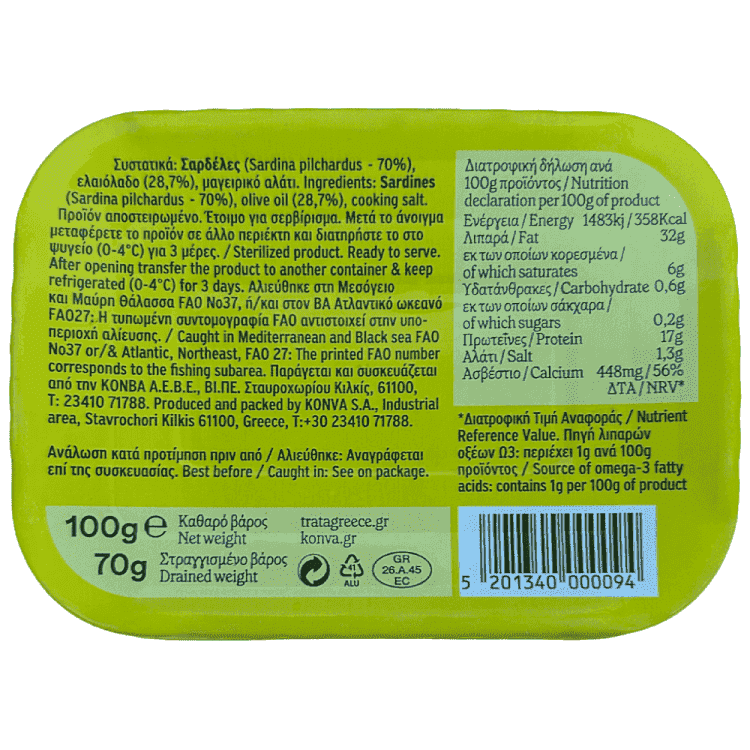 Συστατικά: Σαρδέλες (Sardina pilchardus - 70%),
ελαιόλαδο (28,7%), μαγειρικό αλάτι. Ingredients: Sardines
(Sardina pilchardus - 70%), olive oil (28,7%), cooking salt.
Προϊόν αποστειρωμένο. Έτοιμο για σερβίρισμα. Μετά το άνοιγμα
μεταφέρετε το προϊόν σε άλλο περιέκτη και διατηρήστε το στο
ψυγείο (0-4°C) για 3 μέρες. / Sterilized product. Ready to serve.
After opening transfer the product to another container & keep
refrigerated (0-4°C) for 3 days. Αλιεύθηκε στη Μεσόγειο
και Μαύρη Θάλασσα FAO No37, ή/και στον ΒΑ Ατλαντικό ωκεανό
FAO27: Η τυπωμένη συντομογραφία FAO αντιστοιχεί στην υπο-
περιοχή αλίευσης. / Caught in Mediterranean and Black sea FAO
No37 or/& Atlantic, Northeast, FAO 27: The printed FAO number
corresponds to the fishing subarea. Παράγεται και συσκευάζεται
από την ΚΟΝΒΑ Α.Ε.Β.Ε., ΒΙ.ΠΕ. Σταυροχωρίου Κιλκίς, 61100,
Τ: 23410 71788. Produced and packed by KONVA S.A., Industrial
area, Stavrochori Kilkis 61100, Greece, T:+30 23410 71788.
Ανάλωση κατά προτίμηση πριν από / Αλιεύθηκε: Αναγράφεται
επί της συσκευασίας. Best before / Caught in: See on package.
Διατροφική δήλωση ανά
100g προϊόντος / Nutrition
declaration per 100g of product
Ενέργεια / Energy 1483kj / 358Kcal
Λιπαρά / Fat 32g
εκ των οποίων κορεσμένα /
of which saturates 6g
Υδατάνθρακες / Carbohydrate 0,6g
εκ των οποίων σάκχαρα /
of which sugars 0,2g
Πρωτεΐνες / Protein 17g
Αλάτι / Salt 1,3g
Ασβέστιο / Calcium 448mg / 56%
ΔΤΑ / NRV*
*Διατροφική Τιμή Αναφοράς / Nutrient
Reference Value. Πηγή λιπαρών
οξέων Ω3: περιέχει 1g ανά 100g
προϊόντος / Source of omega-3 fatty
acids: contains 1g per 100g of product
100g ℮ Καθαρό βάρος
Net weight
70g Στραγγισμένο βάρος
Drained weight
tratagreece.gr
konva.gr
41
ALU
GR
26.A.45
EC
5 201340 000094